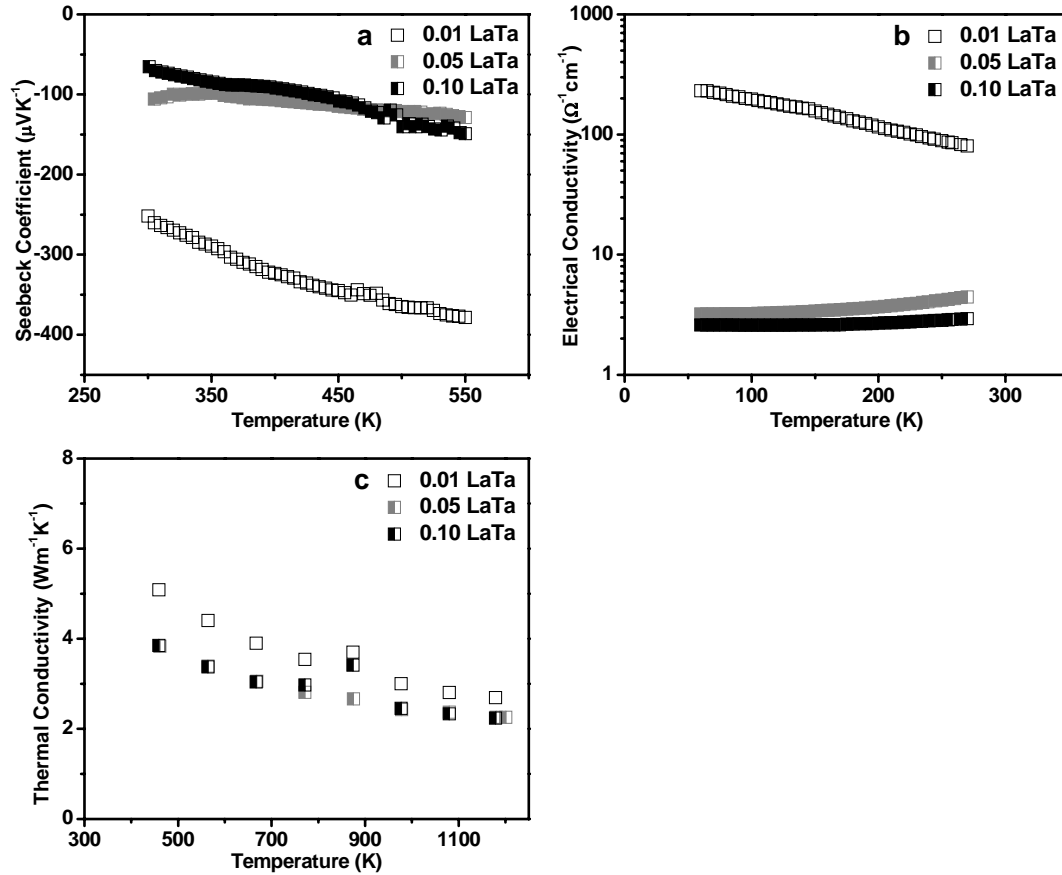 a
0.01 LaTa
0.05 LaTa
0.10 LaTa
0
-100
-200
-300
-400
Seebeck Coefficient (μVK⁻¹)
250
350
450
550
Temperature (K)
b
0.01 LaTa
0.05 LaTa
0.10 LaTa
1000
100
10
1
Electrical Conductivity (Ω⁻¹cm⁻¹)
0
100
200
300
Temperature (K)
c
0.01 LaTa
0.05 LaTa
0.10 LaTa
8
6
4
2
0
Thermal Conductivity (Wm⁻¹K⁻¹)
300
500
700
900
1100
Temperature (K)